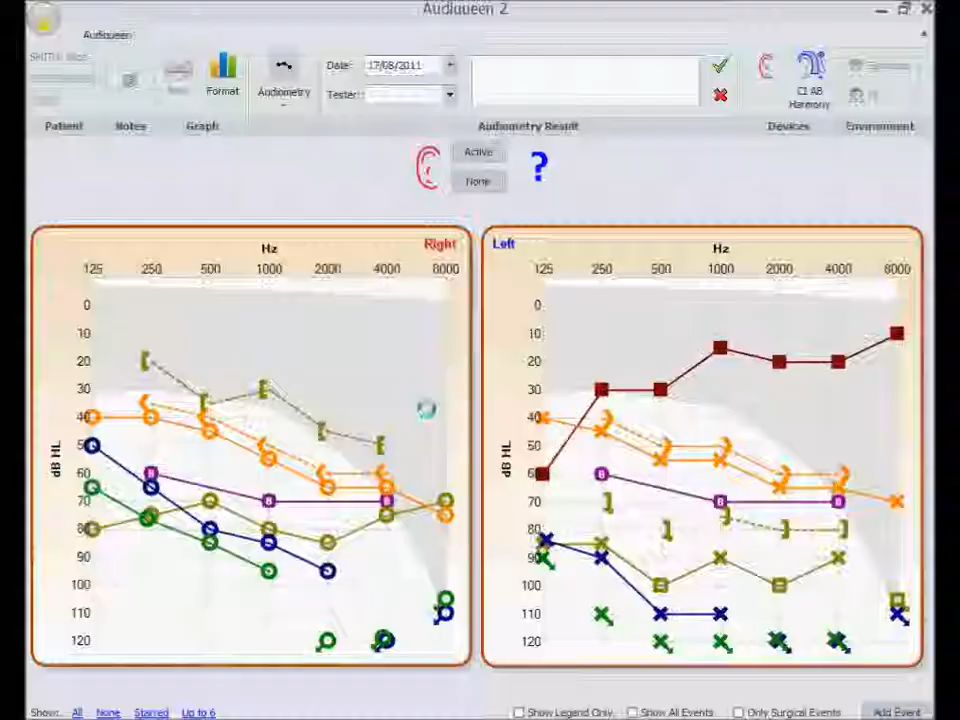 Audiqueen 2
Audiqueen
Format
Audiometry
Date: 17/08/2011
Tester:
C1 AB
Harmony
Patient Notes Graph Audiometry Result Devices Environment
Active
None
?
Hz Right
125 250 500 1000 2000 4000 8000
0
10
20
30
40
50
60
70
80
90
100
110
120
dB HL
B B B
Left Hz
125 250 500 1000 2000 4000 8000
0
10
20
30
40
50
60
70
80
90
100
110
120
dB HL
B B B
Show: All None Starred Up to 6 Show Legend Only Show All Events Only Surgical Events Add Event